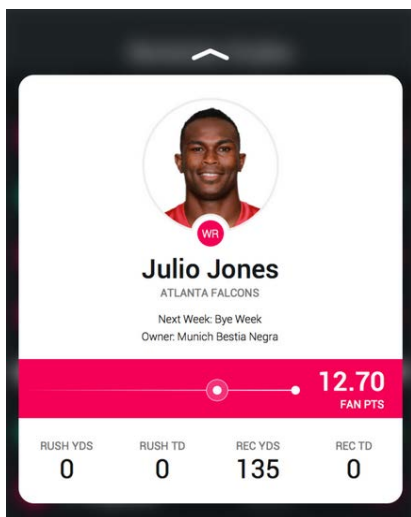 WR
Julio Jones
ATLANTA FALCONS
Next Week: Bye Week
Owner: Munich Bestia Negra
12.70
FAN PTS
RUSH YDS RUSH TD REC YDS REC TD
0 0 135 0